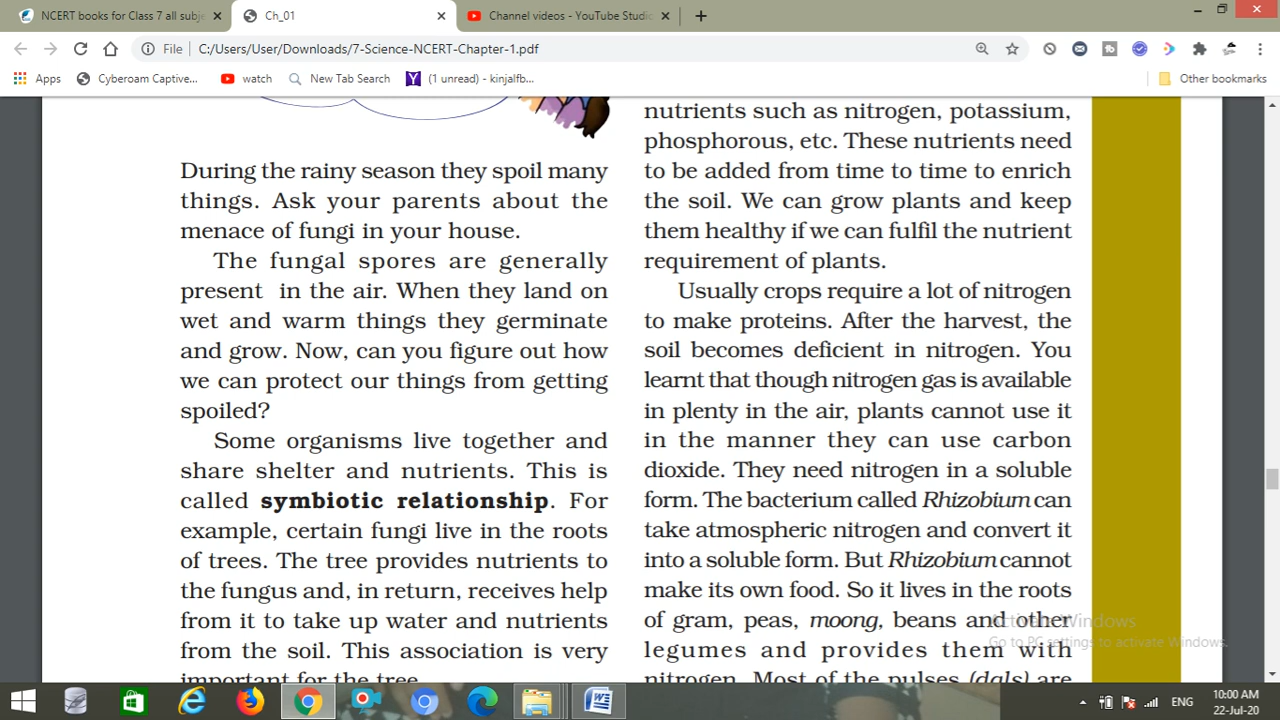 NCERT books for Class 7 all subje
Ch_01
Channel videos - YouTube Studio
File
C:/Users/User/Downloads/7-Science-NCERT-Chapter-1.pdf
Apps
Cyberoam Captive...
watch
New Tab Search
(1 unread) - kinjalfb...
Other bookmarks
During the rainy season they spoil many
things. Ask your parents about the
menace of fungi in your house.
The fungal spores are generally
present in the air. When they land on
wet and warm things they germinate
and grow. Now, can you figure out how
we can protect our things from getting
spoiled?
Some organisms live together and
share shelter and nutrients. This is
called symbiotic relationship. For
example, certain fungi live in the roots
of trees. The tree provides nutrients to
the fungus and, in return, receives help
from it to take up water and nutrients
from the soil. This association is very
important for the tree.
nutrients such as nitrogen, potassium,
phosphorous, etc. These nutrients need
to be added from time to time to enrich
the soil. We can grow plants and keep
them healthy if we can fulfil the nutrient
requirement of plants.
Usually crops require a lot of nitrogen
to make proteins. After the harvest, the
soil becomes deficient in nitrogen. You
learnt that though nitrogen gas is available
in plenty in the air, plants cannot use it
in the manner they can use carbon
dioxide. They need nitrogen in a soluble
form. The bacterium called Rhizobium can
take atmospheric nitrogen and convert it
into a soluble form. But Rhizobium cannot
make its own food. So it lives in the roots
of gram, peas, moong, beans and other
legumes and provides them with
nitrogen. Most of the pulses (dals) are
Activate Windows
Go to PC settings to activate Windows.
ENG
10:00 AM
22-Jul-20